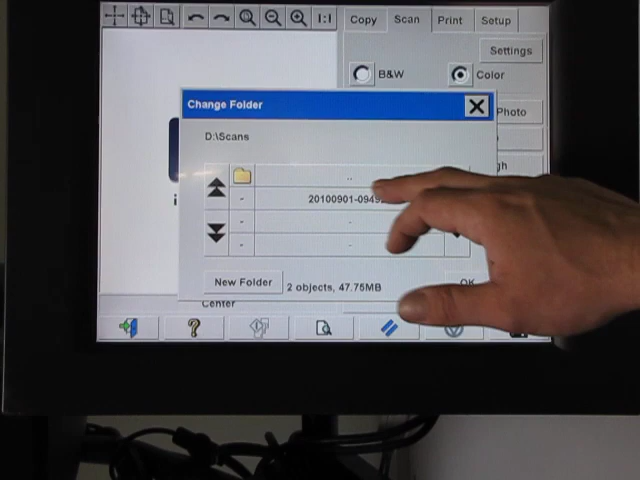 1:1 Copy Scan Print Setup
Settings
B&W Color
Change Folder
Photo
D:\Scans
..
- 20100901-094
-
-
New Folder 2 objects, 47.75MB OK
Center
?